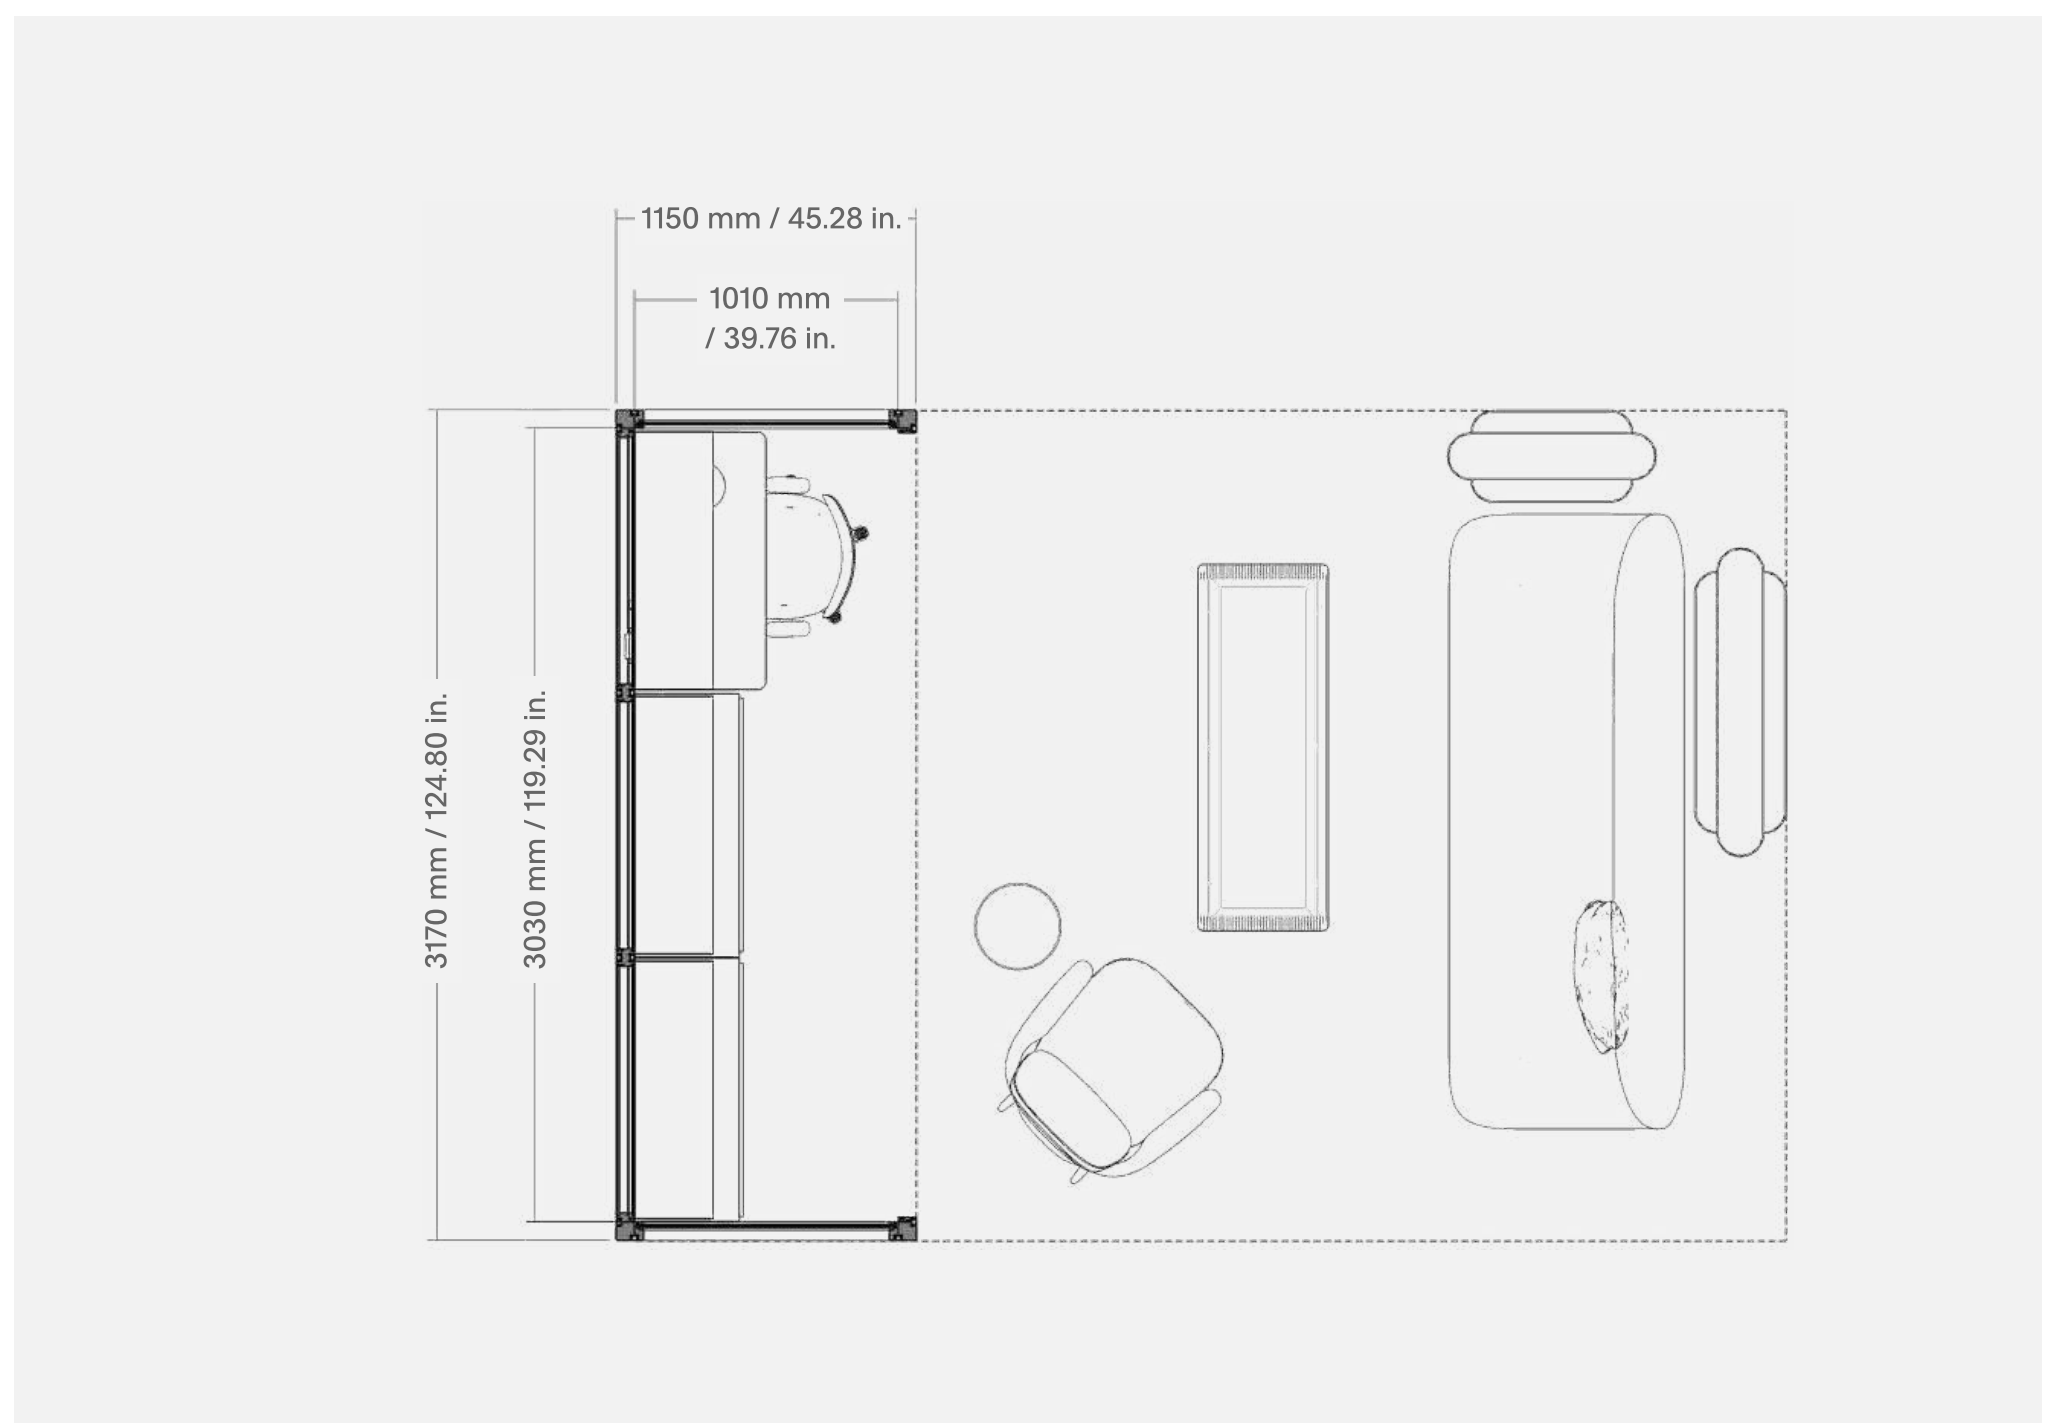 1150 mm / 45.28 in.
1010 mm
/ 39.76 in.
3170 mm / 124.80 in.
3030 mm / 119.29 in.